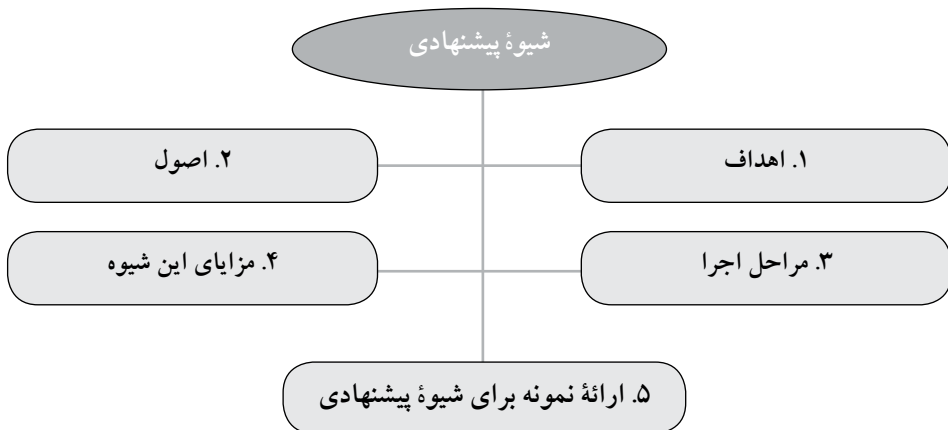 شیوهٔ پیشنهادی
۱. اهداف
۲. اصول
۳. مراحل اجرا
۴. مزایای این شیوه
۵. ارائهٔ نمونه برای شیوهٔ پیشنهادی